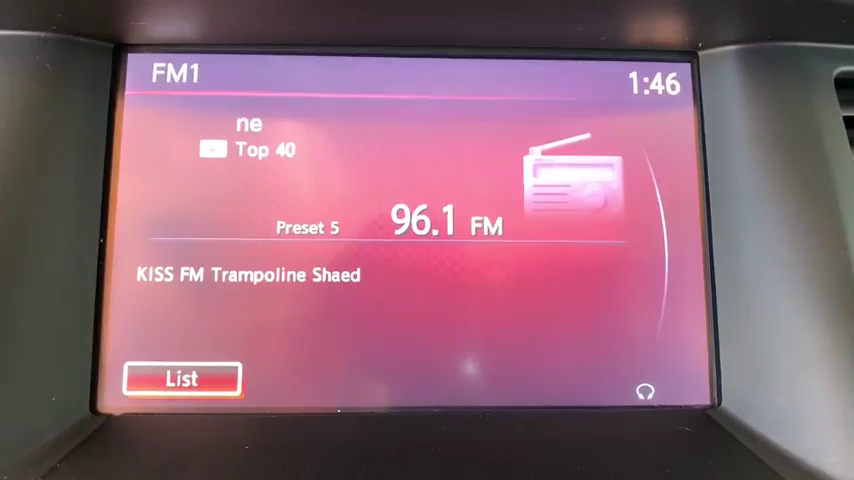 FM1
1:46
ne
Top 40
Preset 5 96.1 FM
KISS FM Trampoline Shaed
List